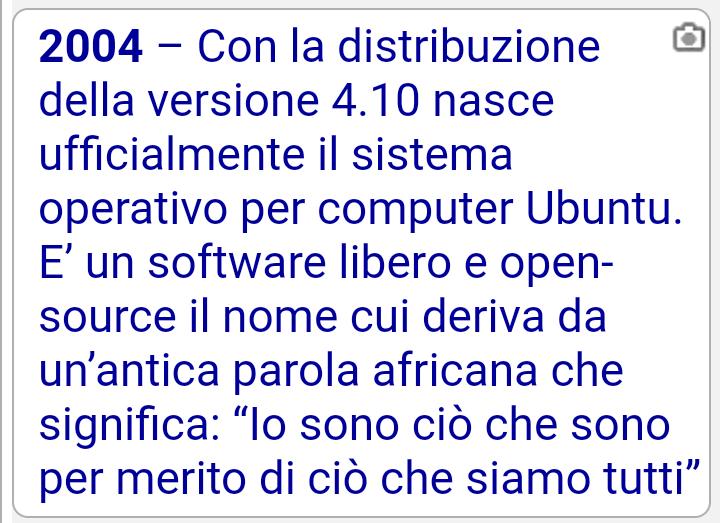 2004 – Con la distribuzione
della versione 4.10 nasce
ufficialmente il sistema
operativo per computer Ubuntu.
E’ un software libero e open-
source il nome cui deriva da
un’antica parola africana che
significa: “Io sono ciò che sono
per merito di ciò che siamo tutti”